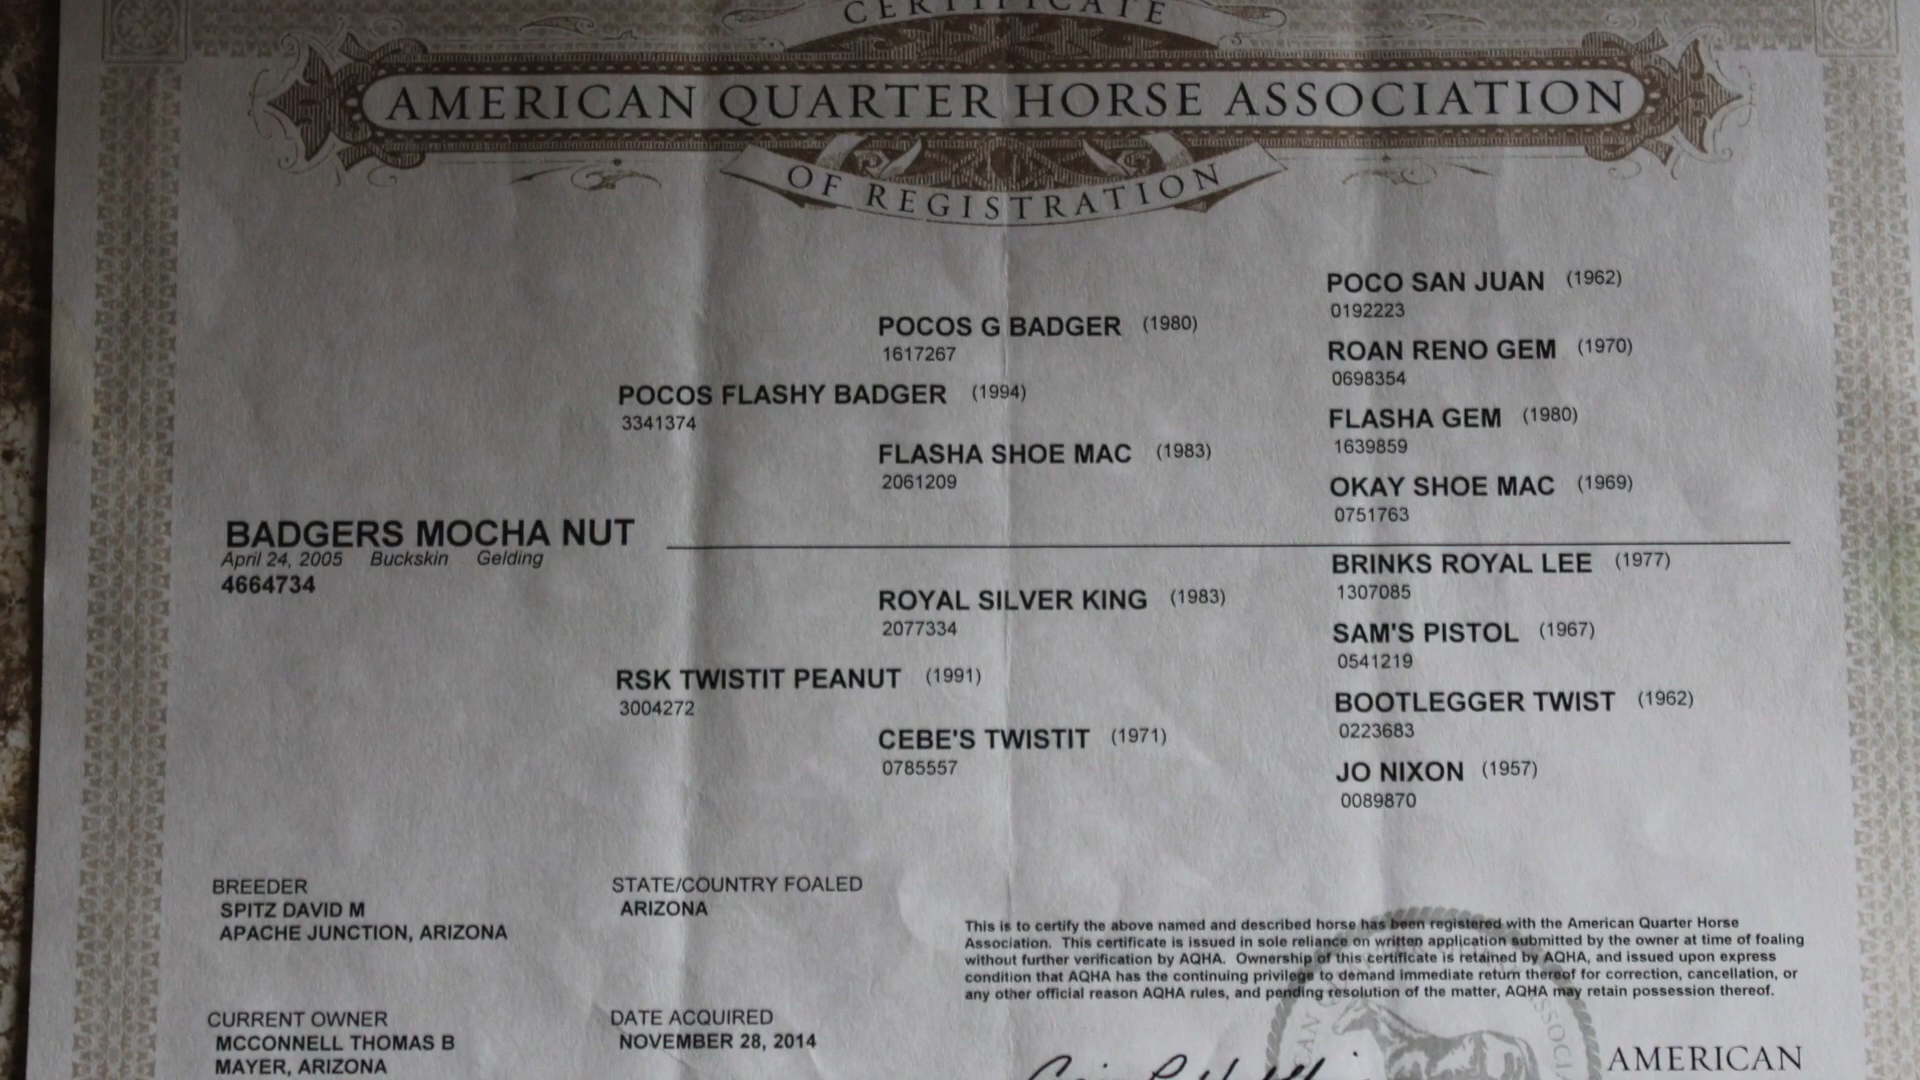 CERTIFICATE
AMERICAN QUARTER HORSE ASSOCIATION
OF REGISTRATION
POCO SAN JUAN (1962)
0192223
POCOS G BADGER (1980)
1617267
ROAN RENO GEM (1970)
0698354
POCOS FLASHY BADGER (1994)
3341374
FLASHA GEM (1980)
1639859
FLASHA SHOE MAC (1983)
2061209
OKAY SHOE MAC (1969)
0751763
BADGERS MOCHA NUT
April 24, 2005 Buckskin Gelding
4664734
BRINKS ROYAL LEE (1977)
1307085
ROYAL SILVER KING (1983)
2077334
SAM'S PISTOL (1967)
0541219
RSK TWISTIT PEANUT (1991)
3004272
BOOTLEGGER TWIST (1962)
0223683
CEBE'S TWISTIT (1971)
0785557
JO NIXON (1957)
0089870
BREEDER
SPITZ DAVID M
APACHE JUNCTION, ARIZONA
STATE/COUNTRY FOALED
ARIZONA
This is to certify the above named and described horse has been registered with the American Quarter Horse
Association. This certificate is issued in sole reliance on written application submitted by the owner at time of foaling
without further verification by AQHA. Ownership of this certificate is retained by AQHA, and issued upon express
condition that AQHA has the continuing privilege to demand immediate return thereof for correction, cancellation, or
any other official reason AQHA rules, and pending resolution of the matter, AQHA may retain possession thereof.
CURRENT OWNER
MCCONNELL THOMAS B
MAYER, ARIZONA
DATE ACQUIRED
NOVEMBER 28, 2014
AMERICAN